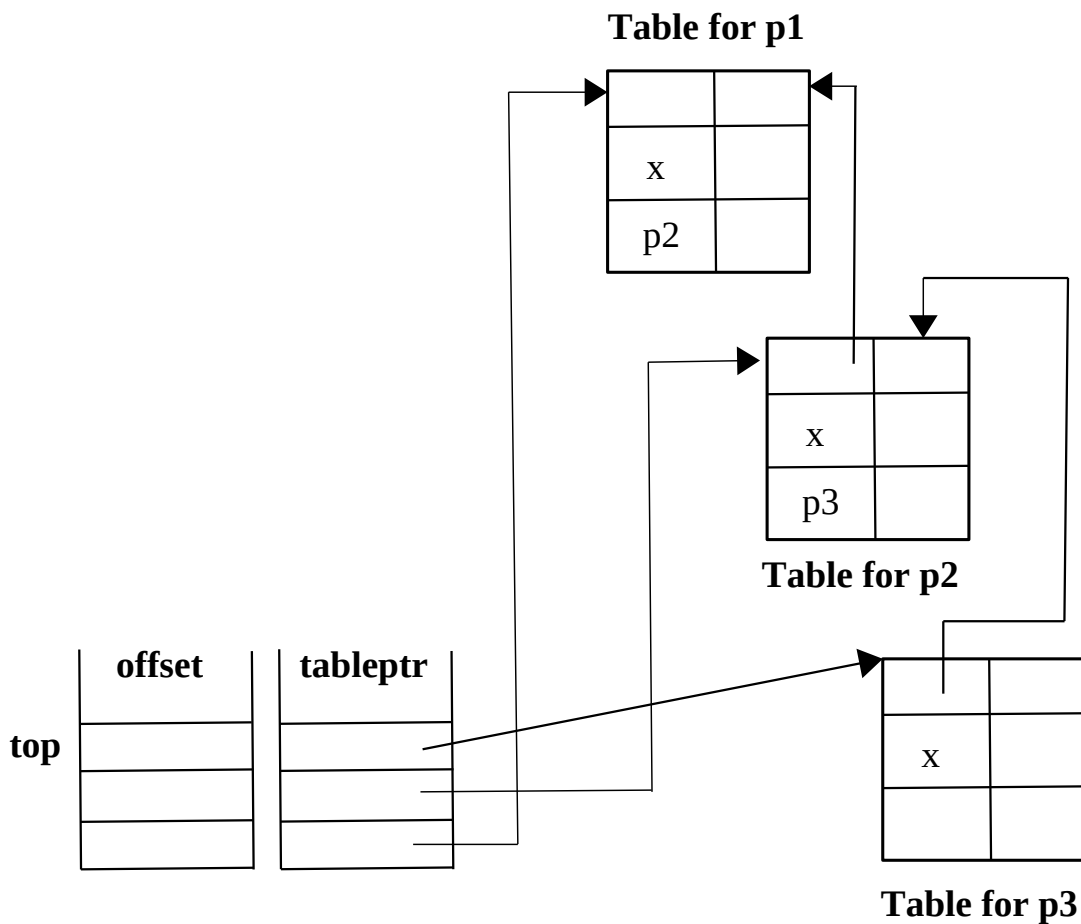 Table for p1
x
p2
x
p3
Table for p2
offset
tableptr
top
x
Table for p3